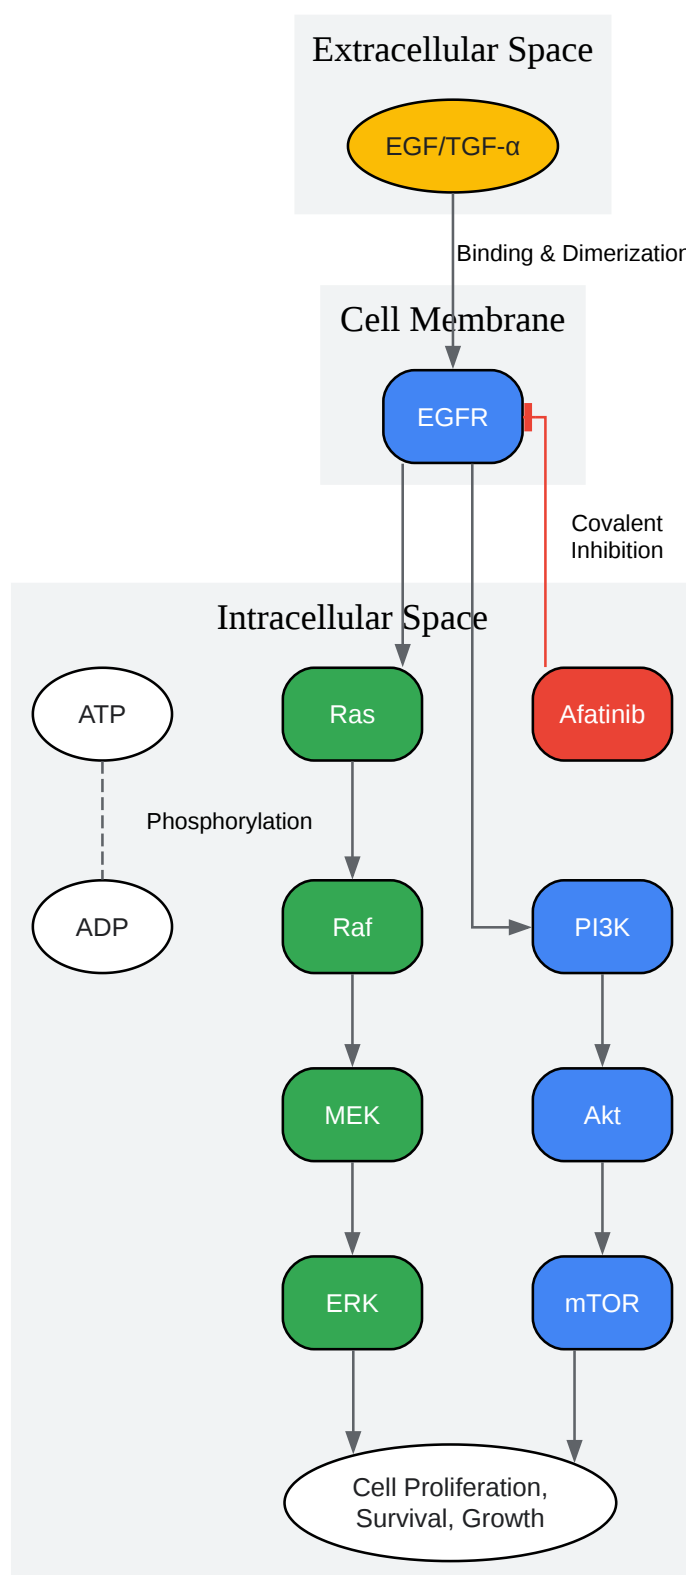 Extracellular Space
EGF/TGF-α
Binding & Dimerization
Cell Membrane
EGFR
Covalent
Inhibition
Intracellular Space
ATP
Ras
Afatinib
Phosphorylation
ADP
Raf
PI3K
MEK
Akt
ERK
mTOR
Cell Proliferation,
Survival, Growth